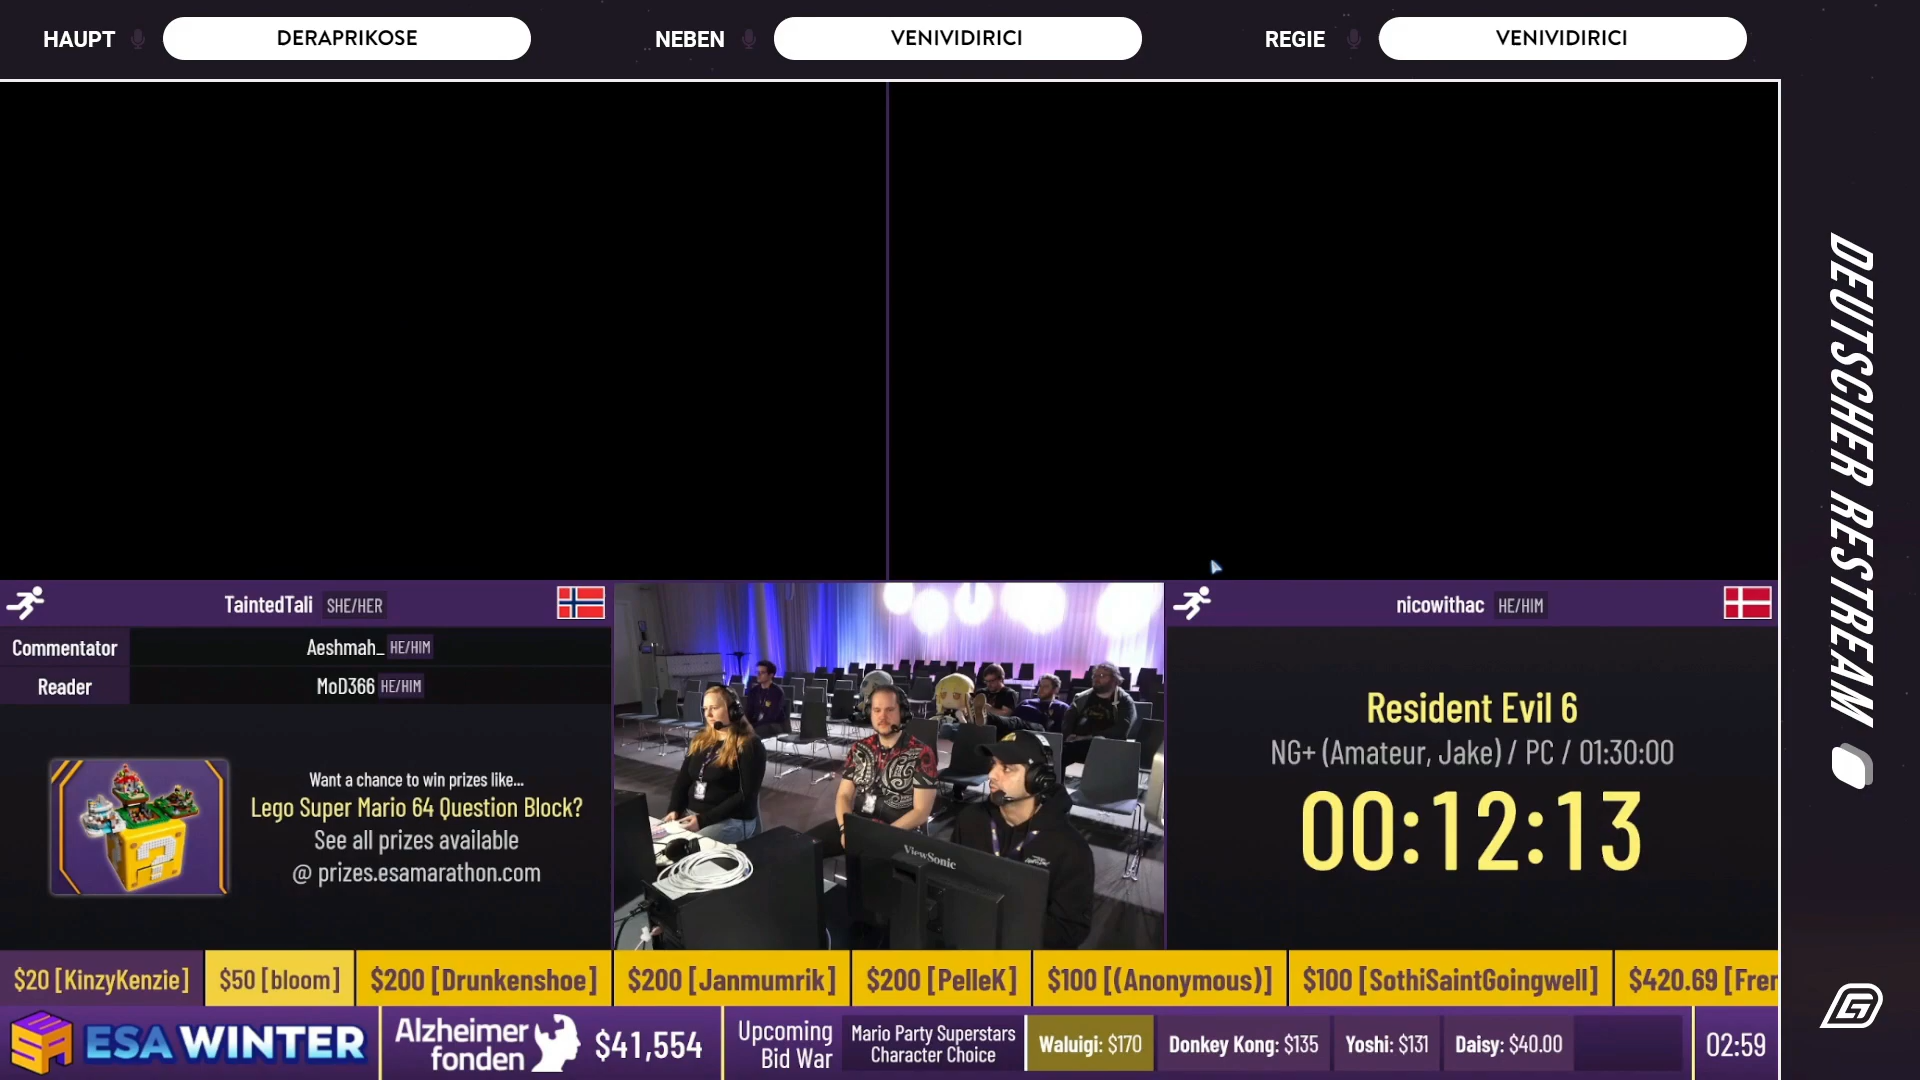 HAUPT
DERAPRIKOSE
NEBEN
VENIVIDIRICI
REGIE
VENIVIDIRICI
DEUTSCHER RESTREAM
TaintedTali SHE/HER
Commentator
Aeshmah_ HE/HIM
Reader
MoD366 HE/HIM
Want a chance to win prizes like...
Lego Super Mario 64 Question Block?
See all prizes available
@ prizes.esamarathon.com
ViewSonic
nicowithac HE/HIM
Resident Evil 6
NG+ (Amateur, Jake) / PC / 01:30:00
00:12:13
$20 [KinzyKenzie]
$50 [bloom]
$200 [Drunkenshoe]
$200 [Janmumrik]
$200 [PelleK]
$100 [(Anonymous)]
$100 [SothiSaintGoingwell]
$420.69 [Frer
ESA WINTER
Alzheimer
fonden
$41,554
Upcoming
Bid War
Mario Party Superstars
Character Choice
Waluigi: $170
Donkey Kong: $135
Yoshi: $131
Daisy: $40.00
02:59